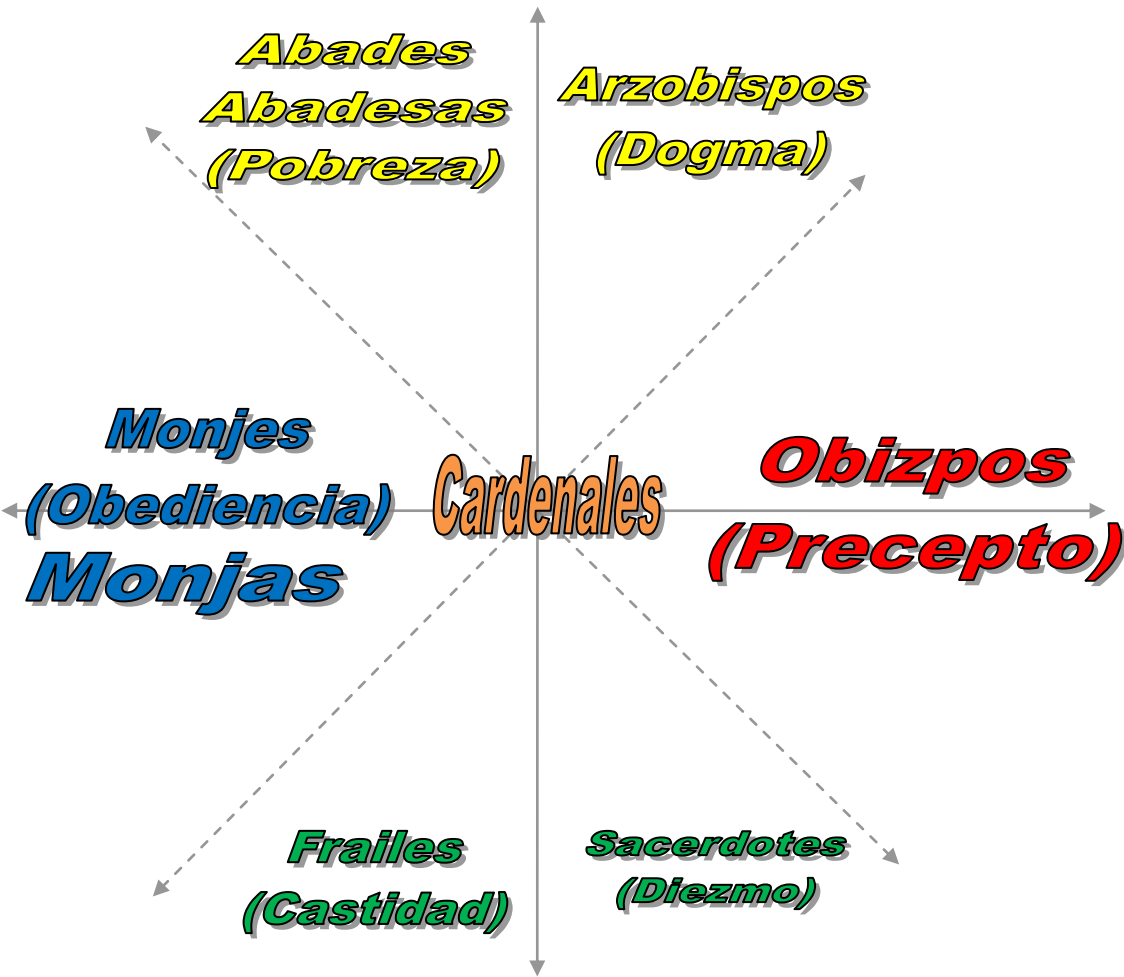 Abades
Abadesas
(Pobreza)
Arzobispos
(Dogma)
Monjes
(Obediencia)
Monjas
Cardenales
Obizpos
(Precepto)
Frailes
(Castidad)
Sacerdotes
(Diezmo)